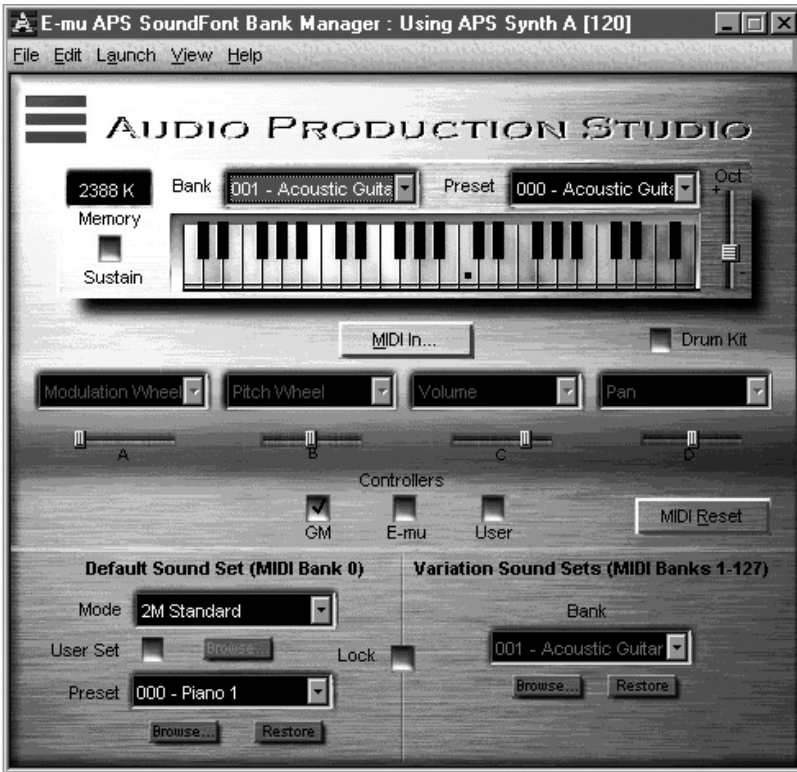 E-mu APS SoundFont Bank Manager : Using APS Synth A [120]
File Edit Launch View Help
AUDIO PRODUCTION STUDIO
2388 K
Bank 001 - Acoustic Guita Preset 000 - Acoustic Guita Oct
+
Memory
Sustain
-
MIDI In... Drum Kit
Modulation Wheel Pitch Wheel Volume Pan
A B C D
Controllers
GM E-mu User MIDI Reset
Default Sound Set (MIDI Bank 0) Variation Sound Sets (MIDI Banks 1-127)
Mode 2M Standard Bank
User Set Browse... Lock 001 - Acoustic Guitar
Preset 000 - Piano 1 Browse... Restore
Browse... Restore